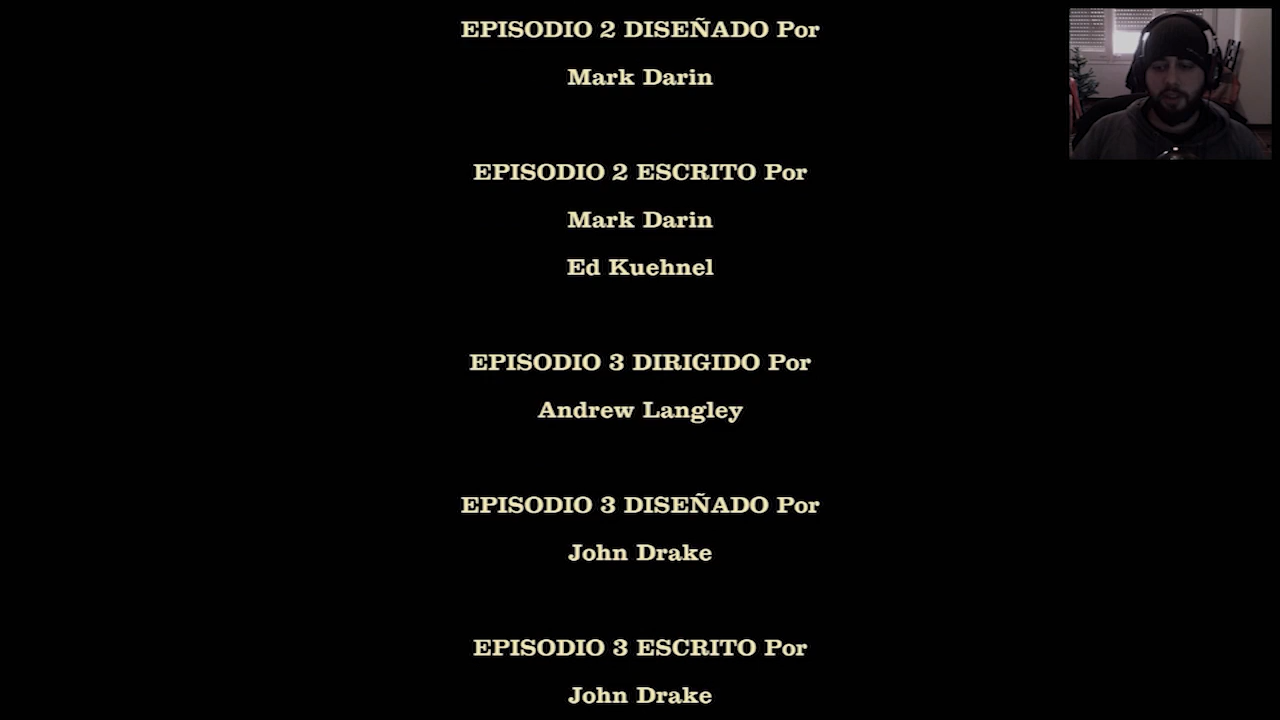 EPISODIO 2 DISEÑADO Por
Mark Darin
EPISODIO 2 ESCRITO Por
Mark Darin
Ed Kuehnel
EPISODIO 3 DIRIGIDO Por
Andrew Langley
EPISODIO 3 DISEÑADO Por
John Drake
EPISODIO 3 ESCRITO Por
John Drake